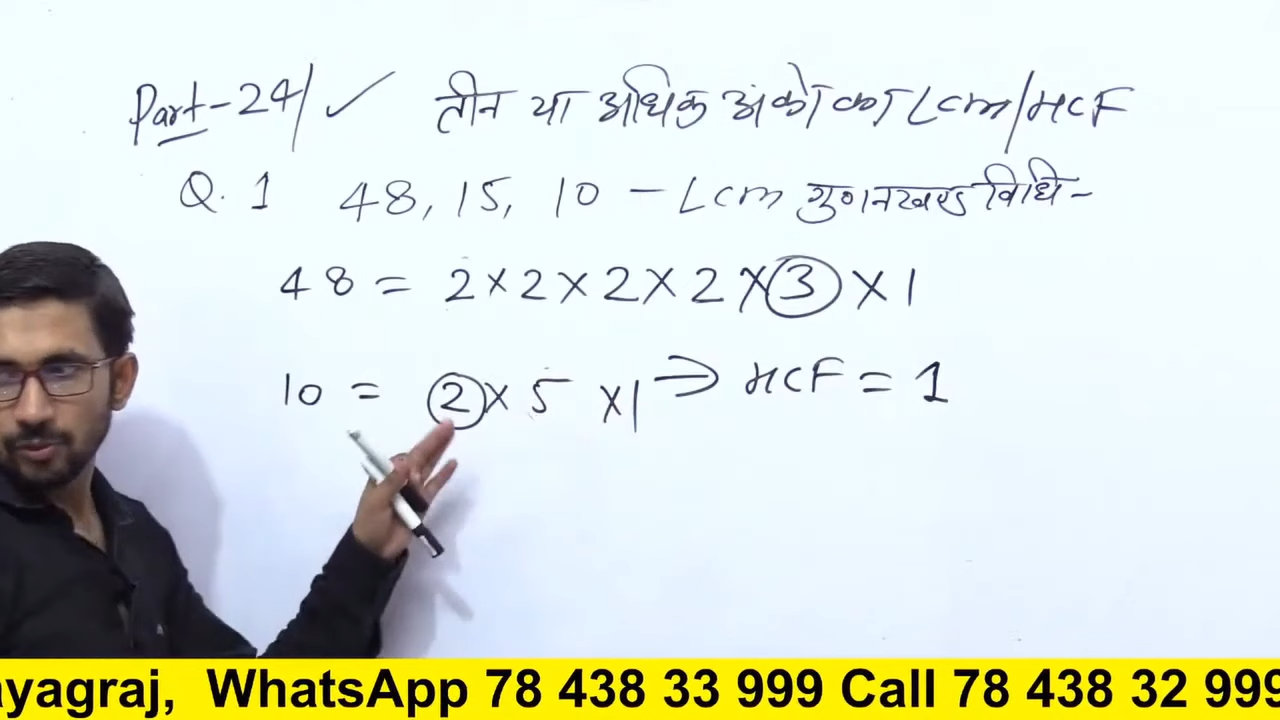 Part-24/ ✓ तीन या अधिक अंको का Lcm/HCF
Q. 1 48, 15, 10 - Lcm गुणनखण्ड विधि-
48 = 2×2×2×2×3×1
10 = 2×5×1 → HCF = 1
ayagraj, WhatsApp 78 438 33 999 Call 78 438 32 999